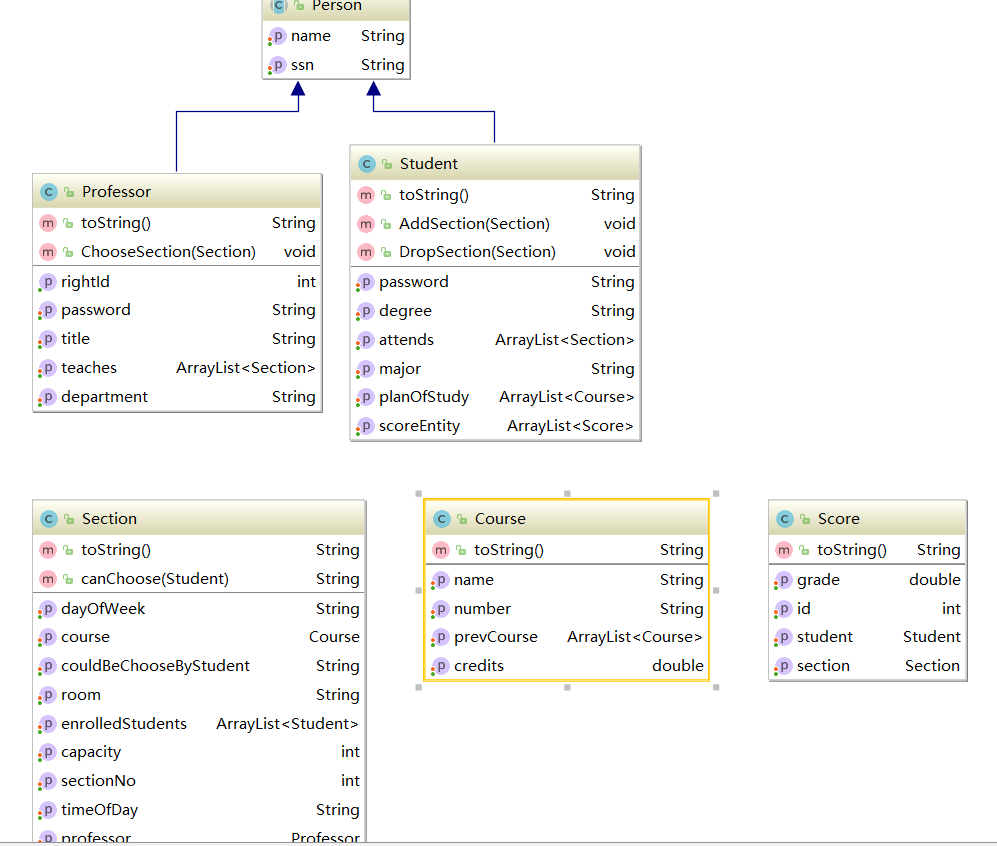 Person
name String
ssn String
Professor
toString() String
ChooseSection(Section) void
rightId int
password String
title String
teaches ArrayList<Section>
department String
Student
toString() String
AddSection(Section) void
DropSection(Section) void
password String
degree String
attends ArrayList<Section>
major String
planOfStudy ArrayList<Course>
scoreEntity ArrayList<Score>
Section
toString() String
canChoose(Student) String
dayOfWeek String
course Course
couldBeChooseByStudent String
room String
enrolledStudents ArrayList<Student>
capacity int
sectionNo int
timeOfDay String
professor Professor
Course
toString() String
name String
number String
prevCourse ArrayList<Course>
credits double
Score
toString() String
grade double
id int
student Student
section Section